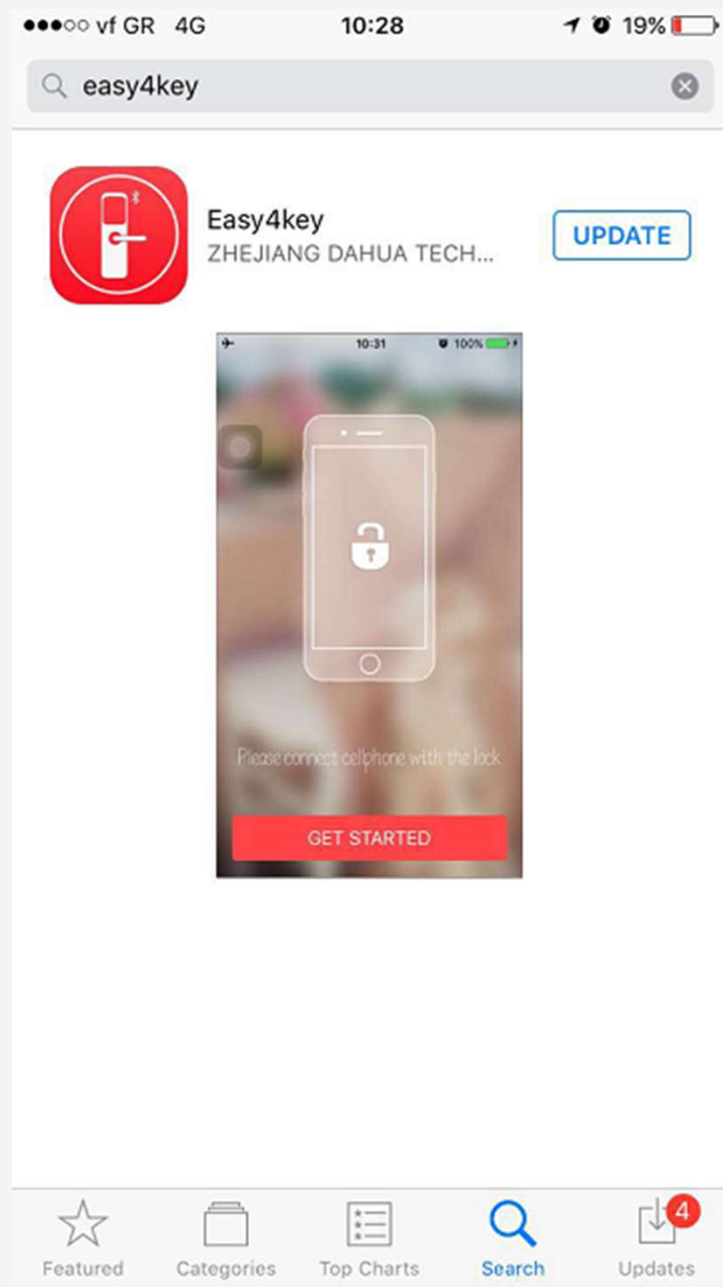 vf GR 4G 10:28 19%
easy4key
Easy4key
ZHEJIANG DAHUA TECH...
UPDATE
10:31 100%
Please connect cellphone with the lock
GET STARTED
4
Featured Categories Top Charts Search Updates